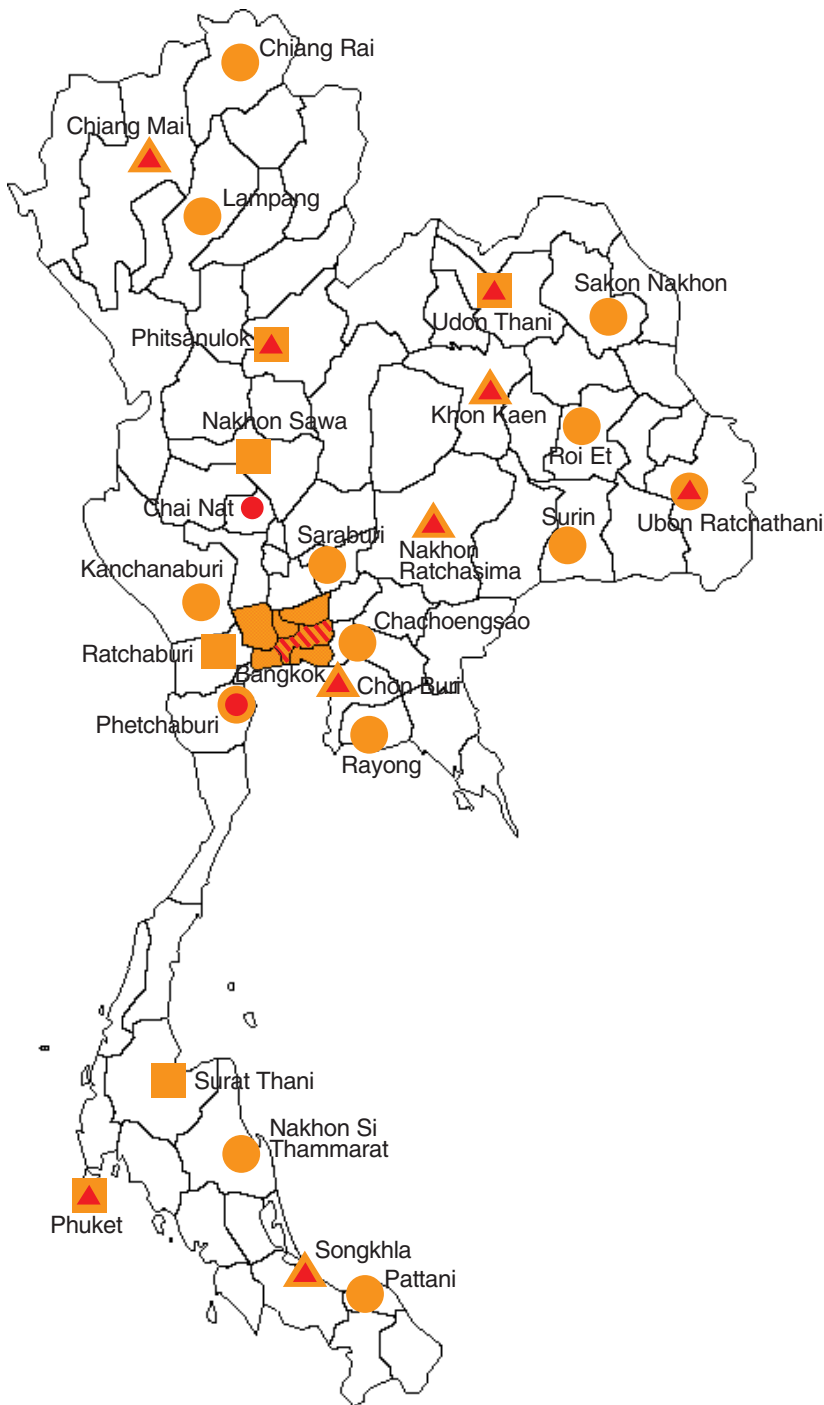 Chiang Rai
Chiang Mai
Lampang
Sakon Nakhon
Udon Thani
Phitsanulok
Khon Kaen
Nakhon Sawa
Roi Et
Chai Nat
Ubon Ratchathani
Surin
Saraburi
Nakhon
Ratchasima
Kanchanaburi
Chachoengsao
Ratchaburi
Bangkok
Chon Buri
Phetchaburi
Rayong
Surat Thani
Nakhon Si
Thammarat
Phuket
Songkhla
Pattani